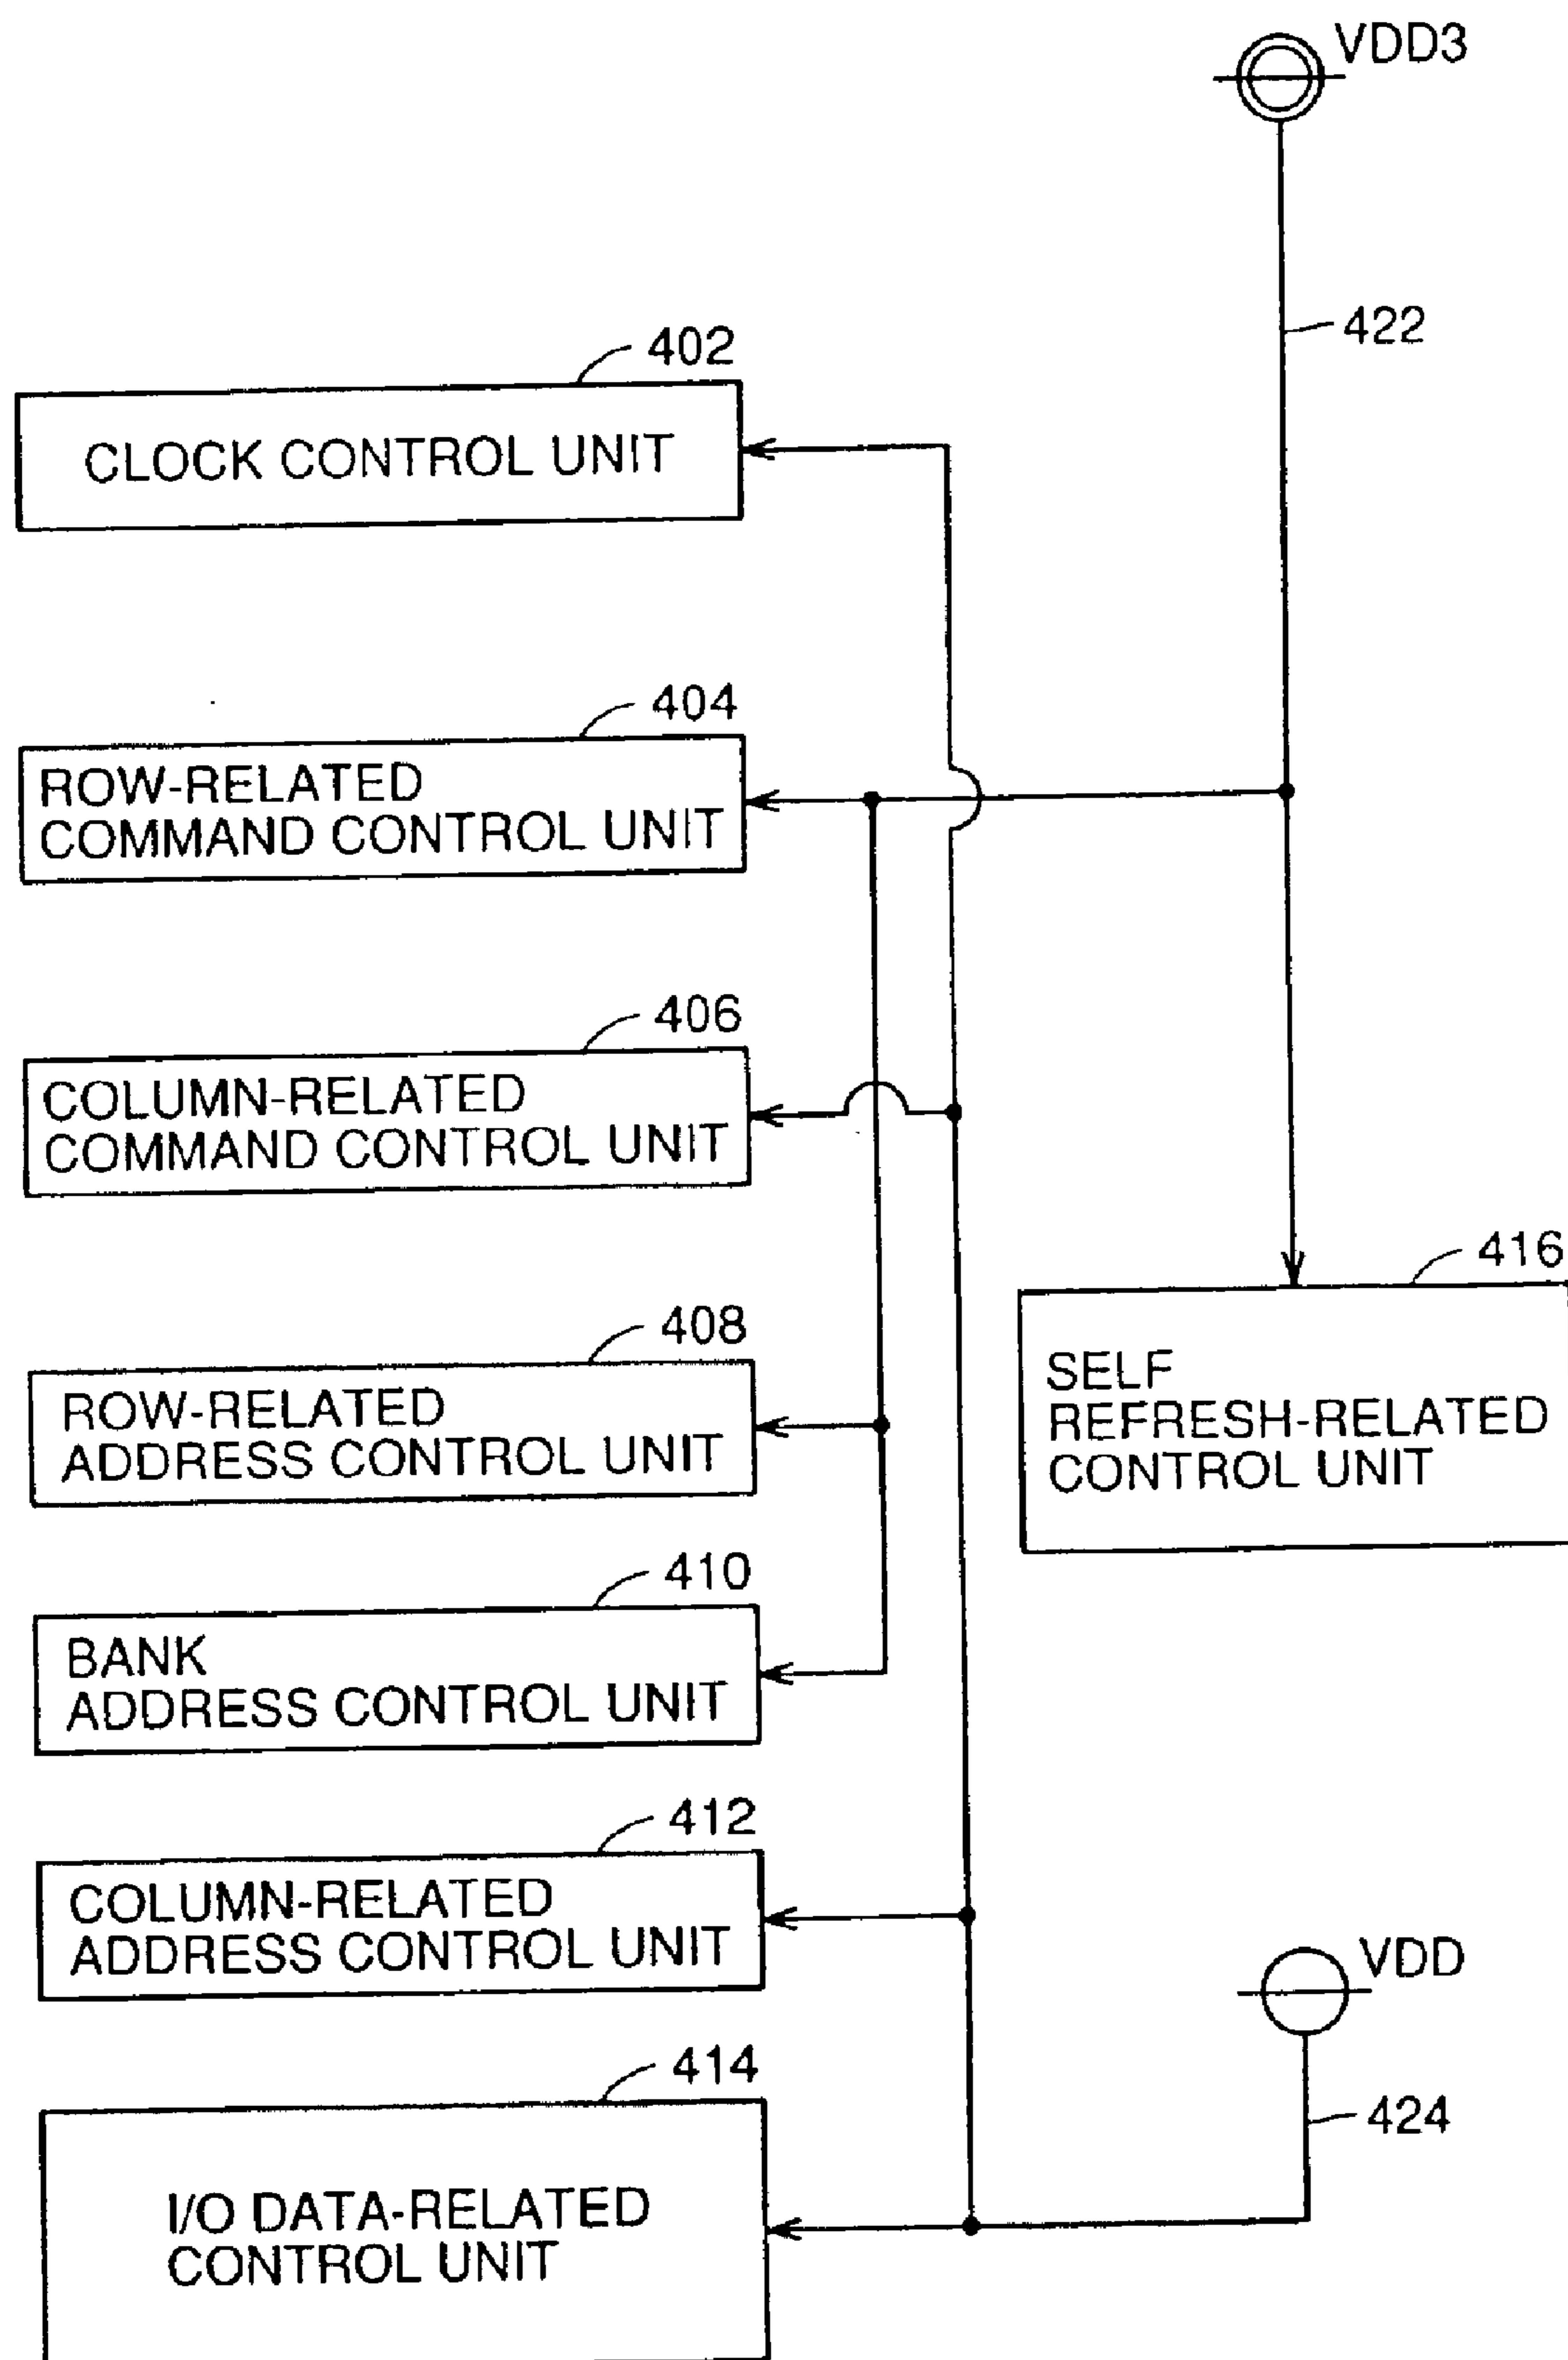 VDD3
422
402
CLOCK CONTROL UNIT
404
ROW-RELATED
COMMAND CONTROL UNIT
406
COLUMN-RELATED
COMMAND CONTROL UNIT
416
SELF
REFRESH-RELATED
CONTROL UNIT
408
ROW-RELATED
ADDRESS CONTROL UNIT
410
BANK
ADDRESS CONTROL UNIT
412
COLUMN-RELATED
ADDRESS CONTROL UNIT
VDD
424
414
I/O DATA-RELATED
CONTROL UNIT